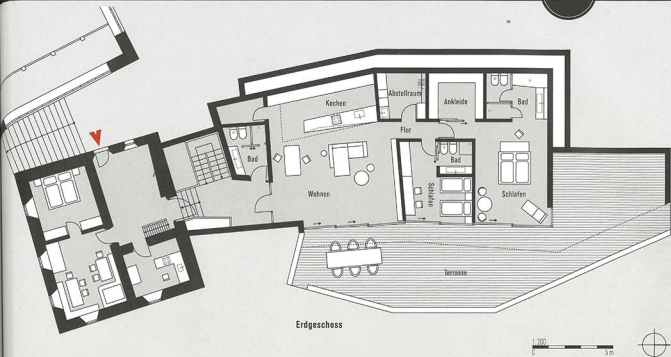 Kochen
Abstellraum
Ankleide
Bad
Flur
Bad
Bad
Wohnen
Schlafen
Schlafen
Terrasse
Erdgeschoss
1:200
0
5 m